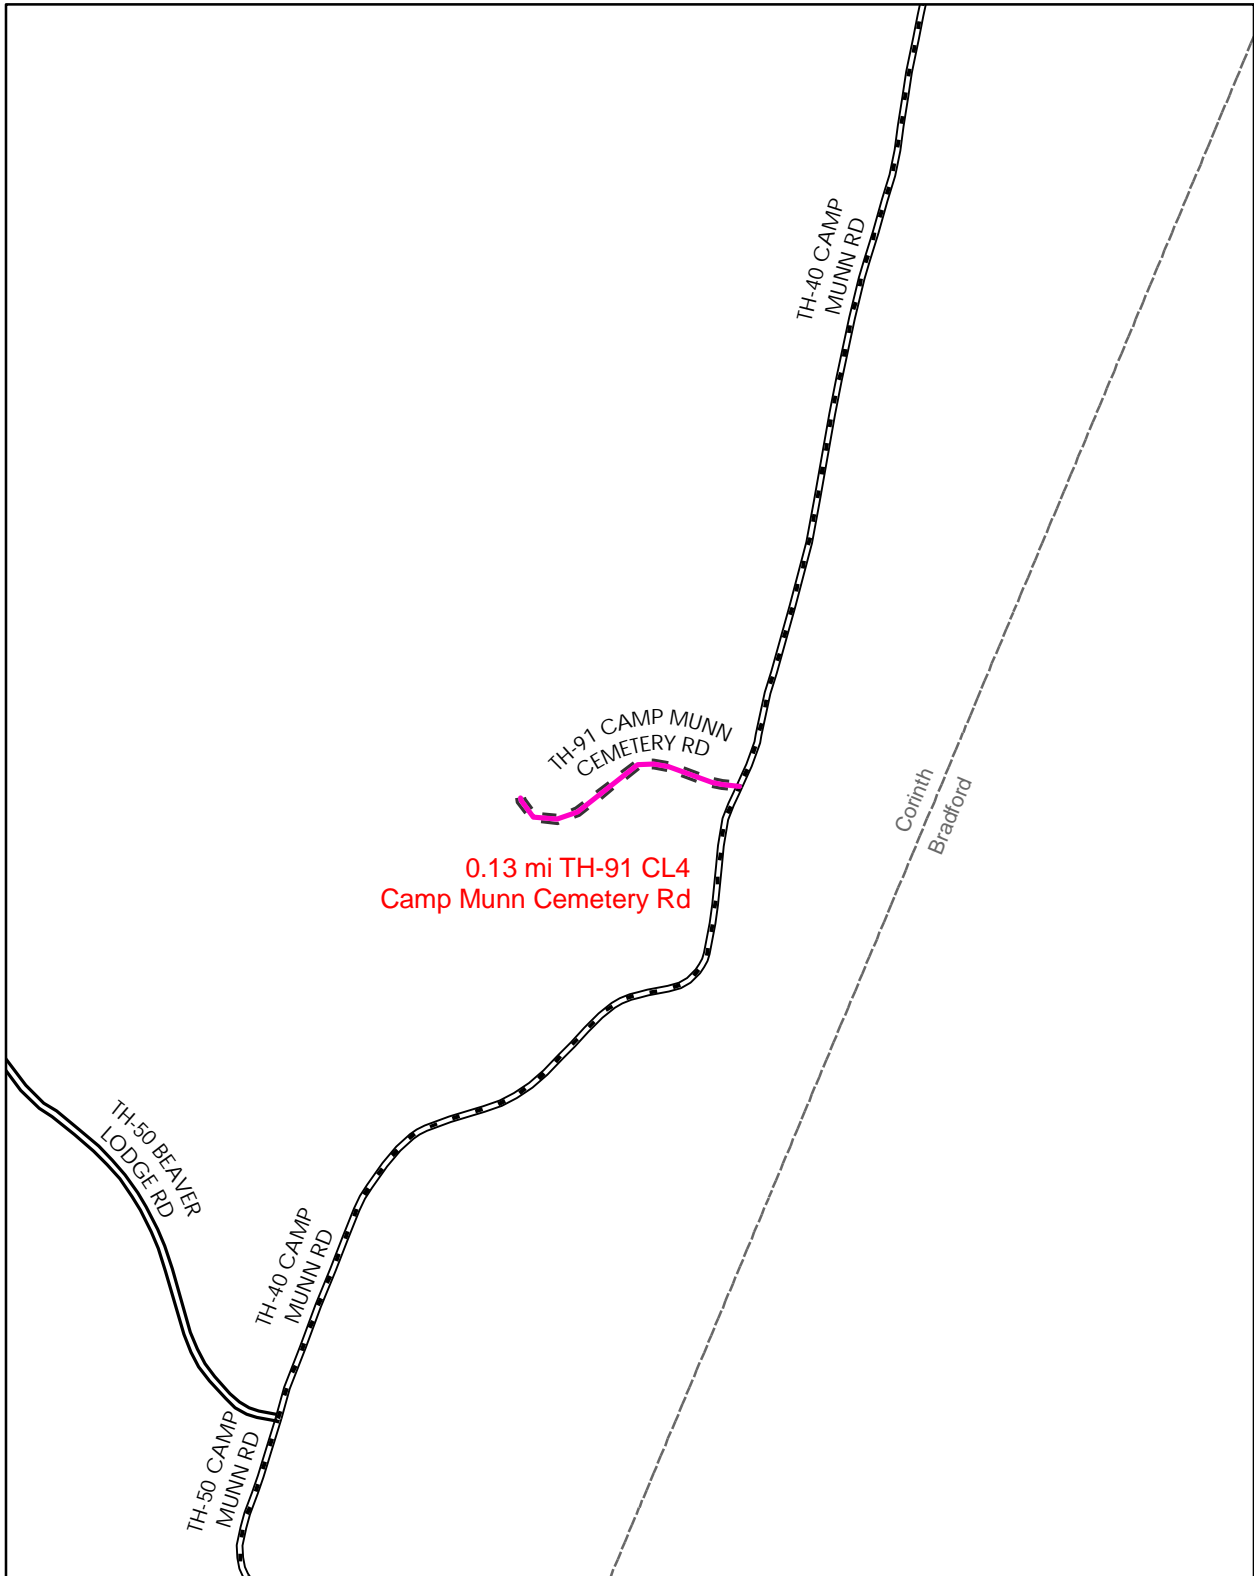 TH-40 CAMP
MUNN RD
TH-91 CAMP MUNN
CEMETERY RD
Corinth
Bradford
0.13 mi TH-91 CL4
Camp Munn Cemetery Rd
TH-50 BEAVER
LODGE RD
TH-40 CAMP
MUNN RD
TH-50 CAMP
MUNN RD